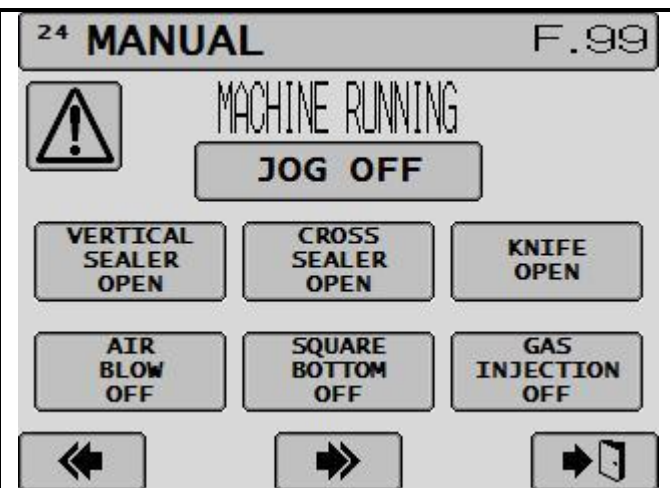 24 MANUAL F.99
MACHINE RUNNING
JOG OFF
VERTICAL
SEALER
OPEN
CROSS
SEALER
OPEN
KNIFE
OPEN
AIR
BLOW
OFF
SQUARE
BOTTOM
OFF
GAS
INJECTION
OFF